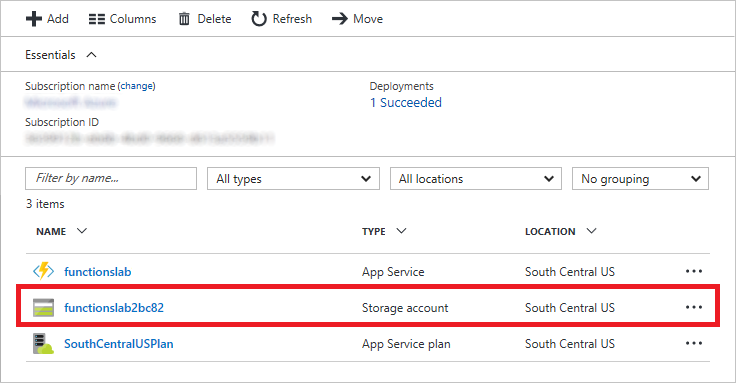 Add Columns Delete Refresh Move
Essentials
Subscription name (change) Deployments
1 Succeeded
Subscription ID
Filter by name... All types All locations No grouping
3 items
NAME TYPE LOCATION
functionslab App Service South Central US
functionslab2bc82 Storage account South Central US
SouthCentralUSPlan App Service plan South Central US